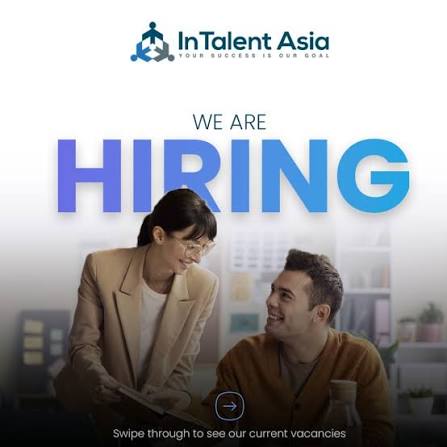 InTalent Asia
YOUR SUCCESS IS OUR GOAL
WE ARE
HIRING
Swipe through to see our current vacancies